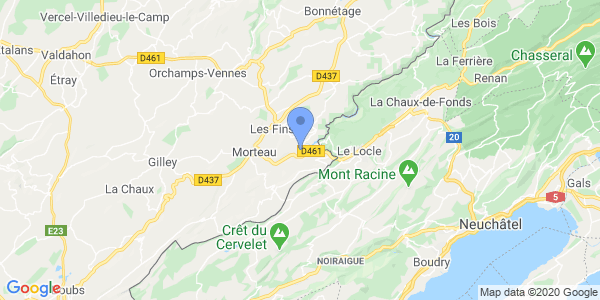 Bonnétage
Vercel-Villedieu-le-Camp
Les Bois
atalans
Valdahon
D461
La Ferrière
Chasseral
Étray
Orchamps-Vennes
D437
Renan
La Chaux-de-Fonds
Les Fins
20
Gilley
Morteau
D461
Le Locle
Mont Racine
La Chaux
D437
Gals
5
E23
Crêt du
Cervelet
Neuchâtel
NOIRAIGUE
Boudry
Google
oubs
Map data ©2020 Google